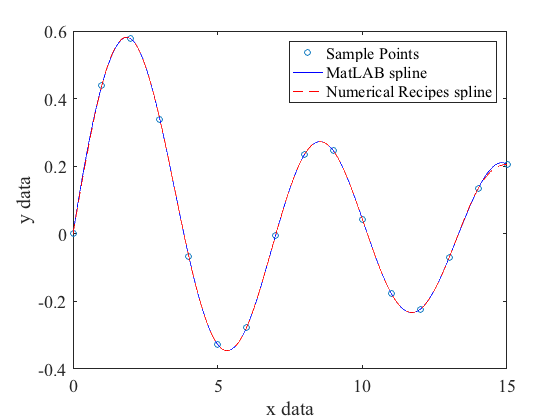 0.6
0.4
0.2
0
-0.2
-0.4
y data
Sample Points
MatLAB spline
Numerical Recipes spline
0
5
10
15
x data